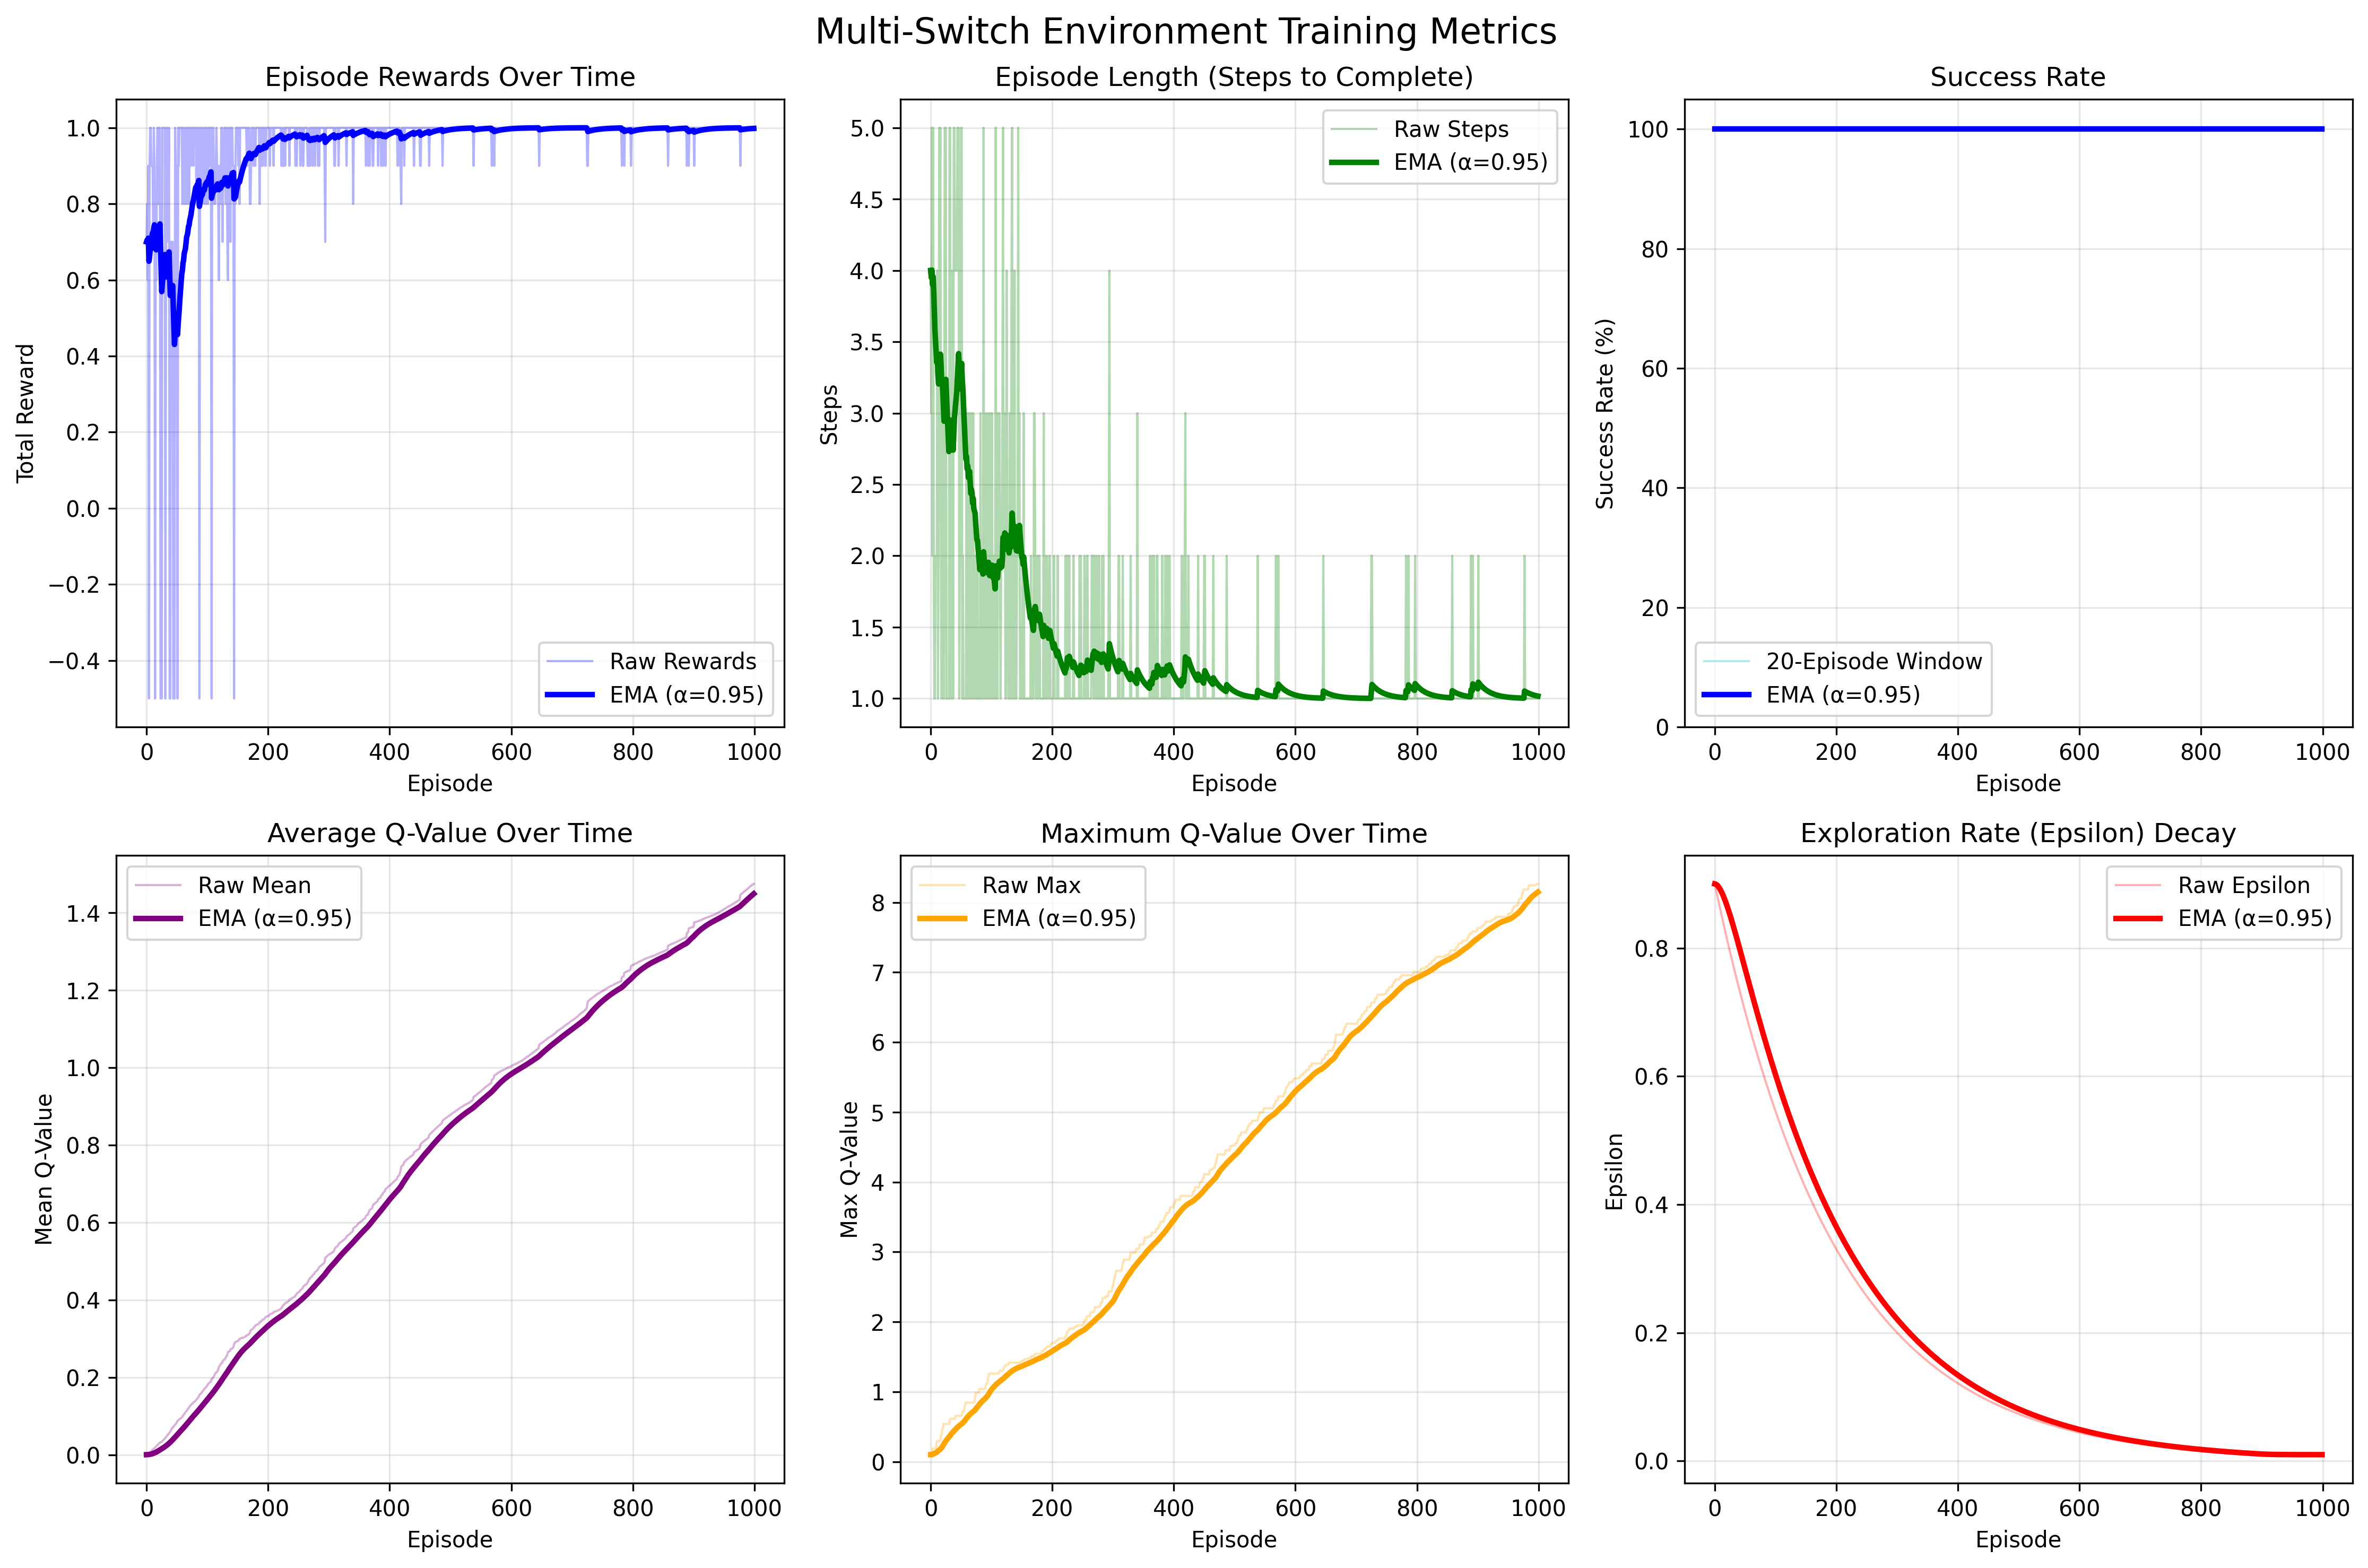 Multi-Switch Environment Training Metrics
Episode Rewards Over Time
Total Reward
1.0
0.8
0.6
0.4
0.2
0.0
−0.2
−0.4
Raw Rewards
EMA (α=0.95)
0 200 400 600 800 1000
Episode
Episode Length (Steps to Complete)
Steps
5.0
4.5
4.0
3.5
3.0
2.5
2.0
1.5
1.0
Raw Steps
EMA (α=0.95)
0 200 400 600 800 1000
Episode
Success Rate
Success Rate (%)
100
80
60
40
20
0
20-Episode Window
EMA (α=0.95)
0 200 400 600 800 1000
Episode
Average Q-Value Over Time
Mean Q-Value
1.4
1.2
1.0
0.8
0.6
0.4
0.2
0.0
Raw Mean
EMA (α=0.95)
0 200 400 600 800 1000
Episode
Maximum Q-Value Over Time
Max Q-Value
8
7
6
5
4
3
2
1
0
Raw Max
EMA (α=0.95)
0 200 400 600 800 1000
Episode
Exploration Rate (Epsilon) Decay
Epsilon
0.8
0.6
0.4
0.2
0.0
Raw Epsilon
EMA (α=0.95)
0 200 400 600 800 1000
Episode